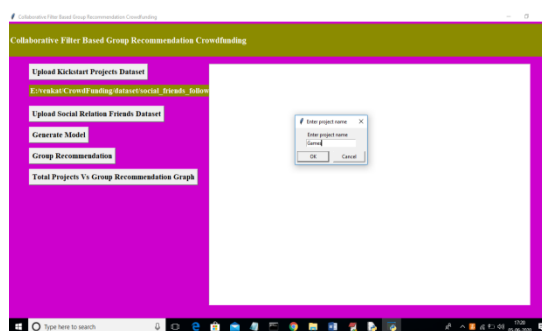 Collaborative Filter Based Group Recommendation Crowdfunding
Collaborative Filter Based Group Recommendation Crowdfunding
Upload Kickstart Projects Dataset
E:/venkat/CrowdFunding/dataset/social_friends_follow
Upload Social Relation Friends Dataset
Generate Model
Group Recommendation
Total Projects Vs Group Recommendation Graph
Enter project name
Enter project name
Games
OK Cancel
Type here to search
17:20